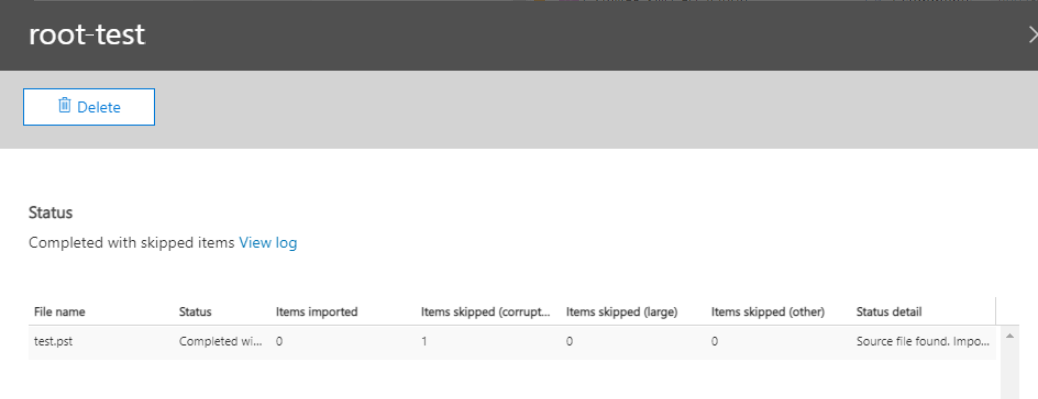 root-test
Delete
Status
Completed with skipped items View log
File name Status Items imported Items skipped (corrupt... Items skipped (large) Items skipped (other) Status detail
test.pst Completed wi... 0 1 0 0 Source file found. Impo...